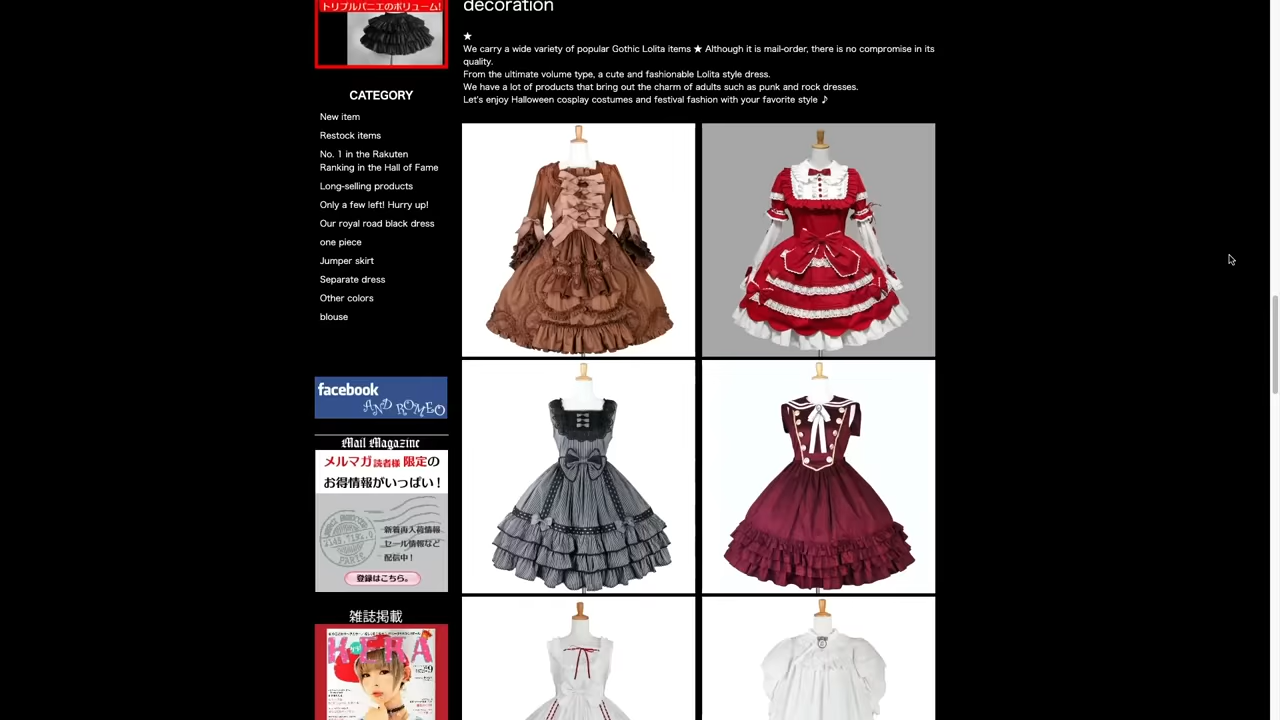 トリプルパニエのボリューム!
decoration
★
We carry a wide variety of popular Gothic Lolita items ★ Although it is mail-order, there is no compromise in its
quality.
From the ultimate volume type, a cute and fashionable Lolita style dress.
We have a lot of products that bring out the charm of adults such as punk and rock dresses.
Let's enjoy Halloween cosplay costumes and festival fashion with your favorite style ♪
CATEGORY
New item
Restock items
No. 1 in the Rakuten
Ranking in the Hall of Fame
Long-selling products
Only a few left! Hurry up!
Our royal road black dress
one piece
Jumper skirt
Separate dress
Other colors
blouse
facebook
AND ROMEO
Mail Magazine
メルマガ読者様 限定の
お得情報がいっぱい！
新着再入荷情報
セール情報など
配信中！
登録はこちら。
雑誌掲載
HERA